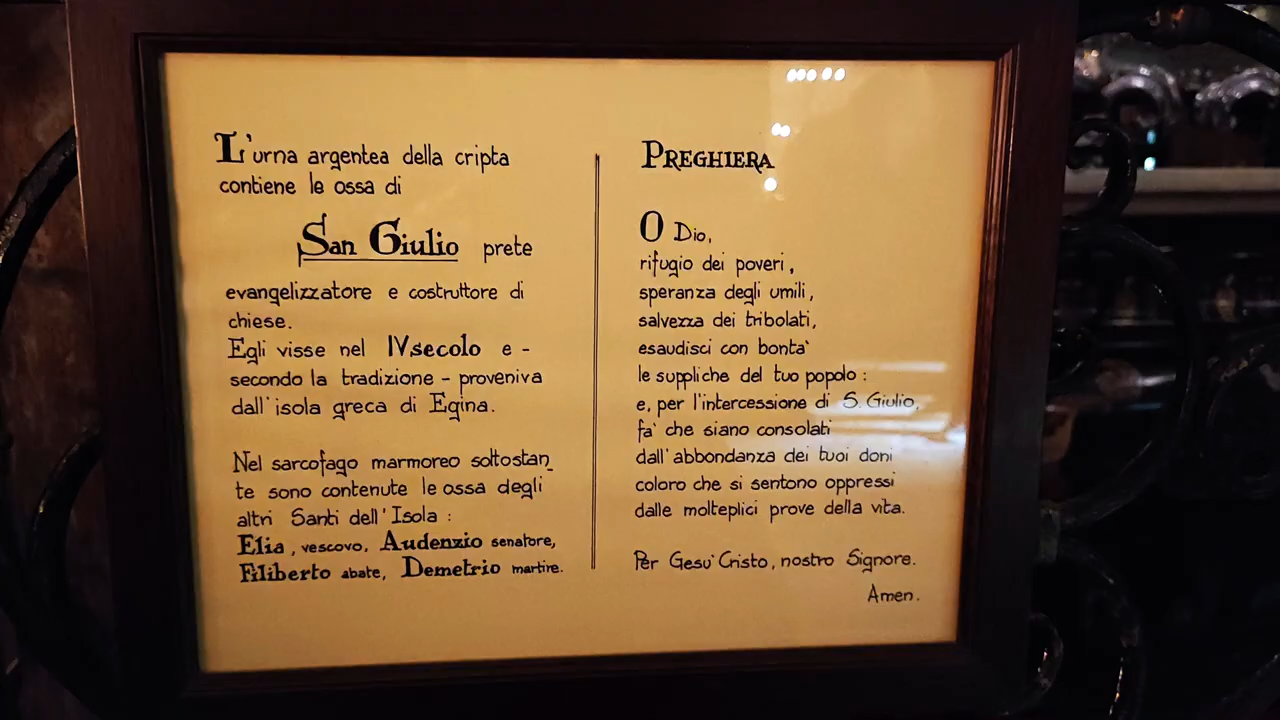 L'urna argentea della cripta
contiene le ossa di
San Giulio prete
evangelizzatore e costruttore di
chiese.
Egli visse nel IV secolo e -
secondo la tradizione - proveniva
dall'isola greca di Egina.
Nel sarcofago marmoreo sottostan_
te sono contenute le ossa degli
altri Santi dell'Isola :
Elia, vescovo, Audenzio senatore,
Filiberto abate, Demetrio martire.
PREGHIERA
O Dio,
rifugio dei poveri,
speranza degli umili,
salvezza dei tribolati,
esaudisci con bonta'
le suppliche del tuo popolo :
e, per l'intercessione di S. Giulio,
fa' che siano consolati
dall'abbondanza dei tuoi doni
coloro che si sentono oppressi
dalle molteplici prove della vita.
Per Gesu' Cristo, nostro Signore.
Amen.